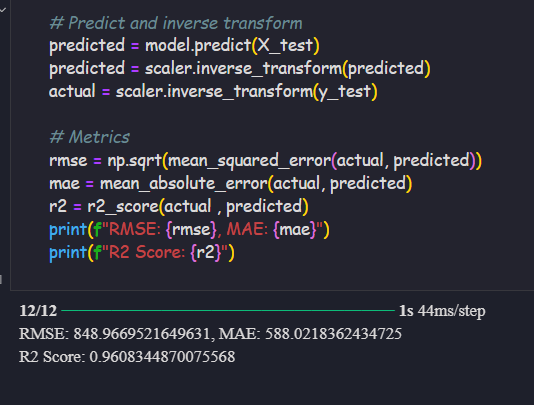 # Predict and inverse transform
predicted = model.predict(X_test)
predicted = scaler.inverse_transform(predicted)
actual = scaler.inverse_transform(y_test)
# Metrics
rmse = np.sqrt(mean_squared_error(actual, predicted))
mae = mean_absolute_error(actual, predicted)
r2 = r2_score(actual , predicted)
print(f"RMSE: {rmse}, MAE: {mae}")
print(f"R2 Score: {r2}")
12/12 1s 44ms/step
RMSE: 848.9669521649631, MAE: 588.0218362434725
R2 Score: 0.9608344870075568